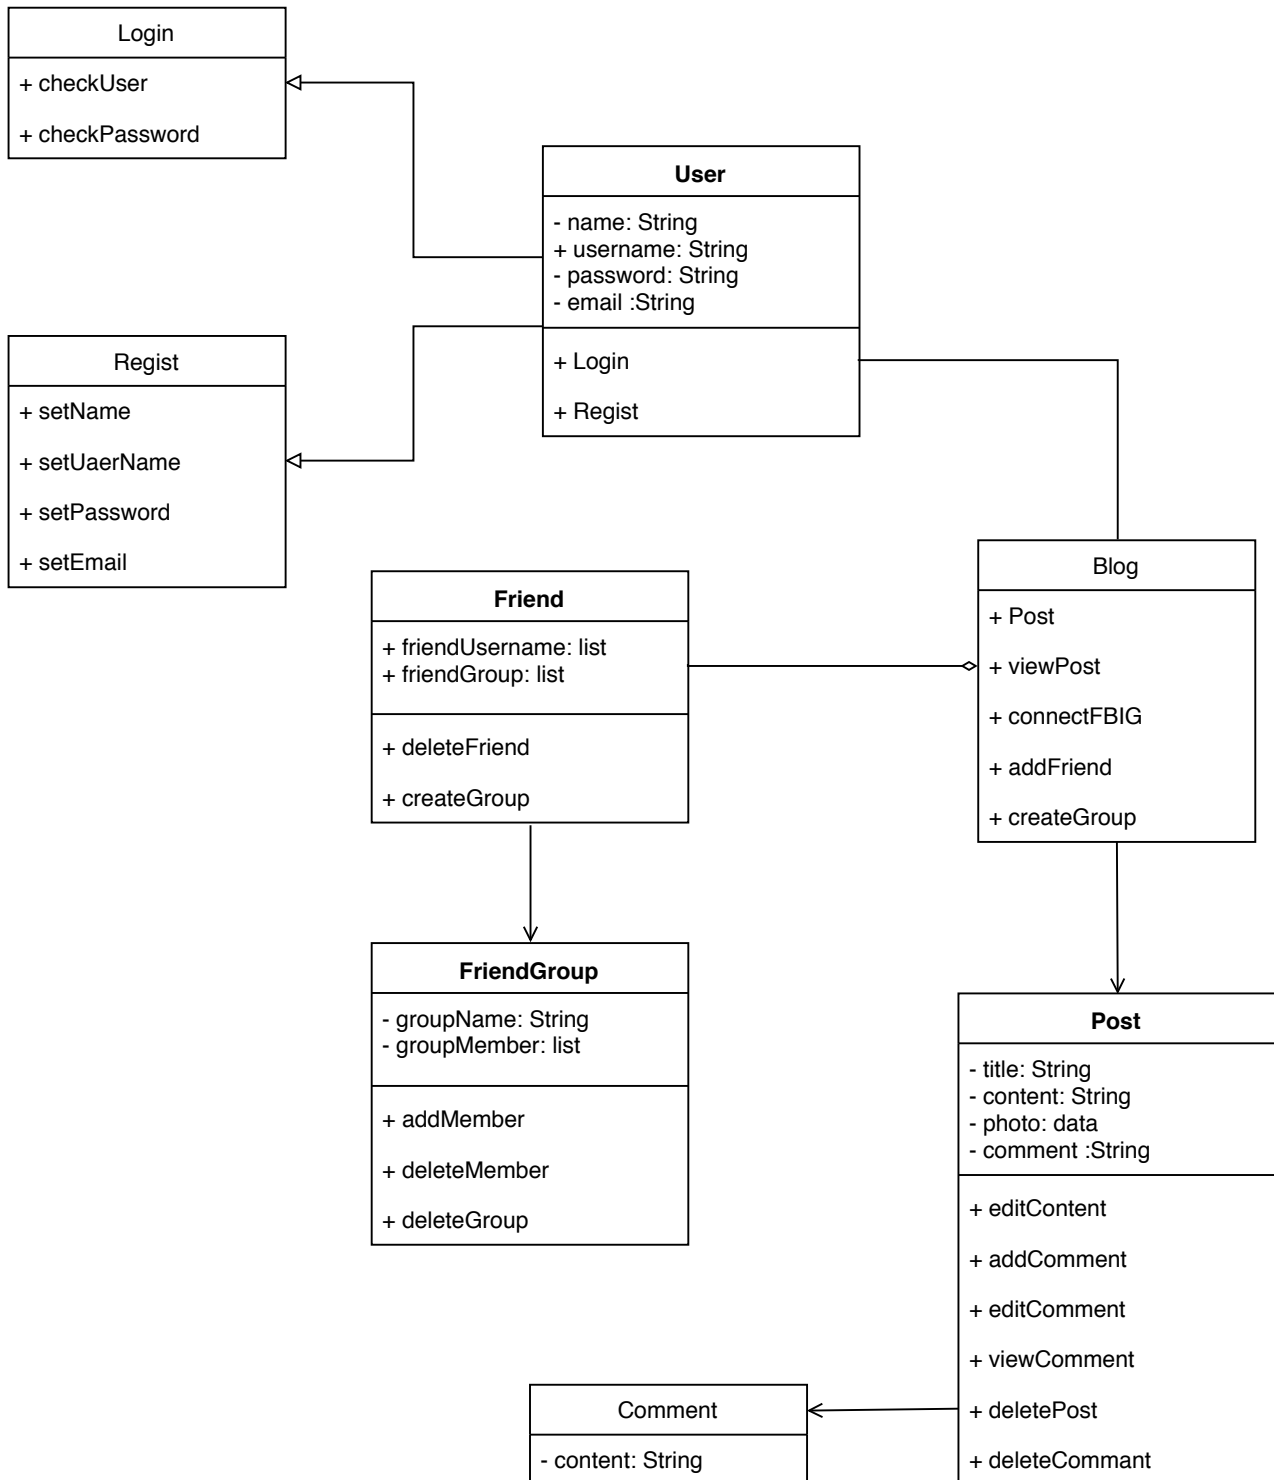 Login
+ checkUser
+ checkPassword
User
- name: String
+ username: String
- password: String
- email :String
+ Login
+ Regist
Regist
+ setName
+ setUaerName
+ setPassword
+ setEmail
Friend
+ friendUsername: list
+ friendGroup: list
+ deleteFriend
+ createGroup
Blog
+ Post
+ viewPost
+ connectFBIG
+ addFriend
+ createGroup
FriendGroup
- groupName: String
- groupMember: list
+ addMember
+ deleteMember
+ deleteGroup
Post
- title: String
- content: String
- photo: data
- comment :String
+ editContent
+ addComment
+ editComment
+ viewComment
+ deletePost
+ deleteCommant
Comment
- content: String